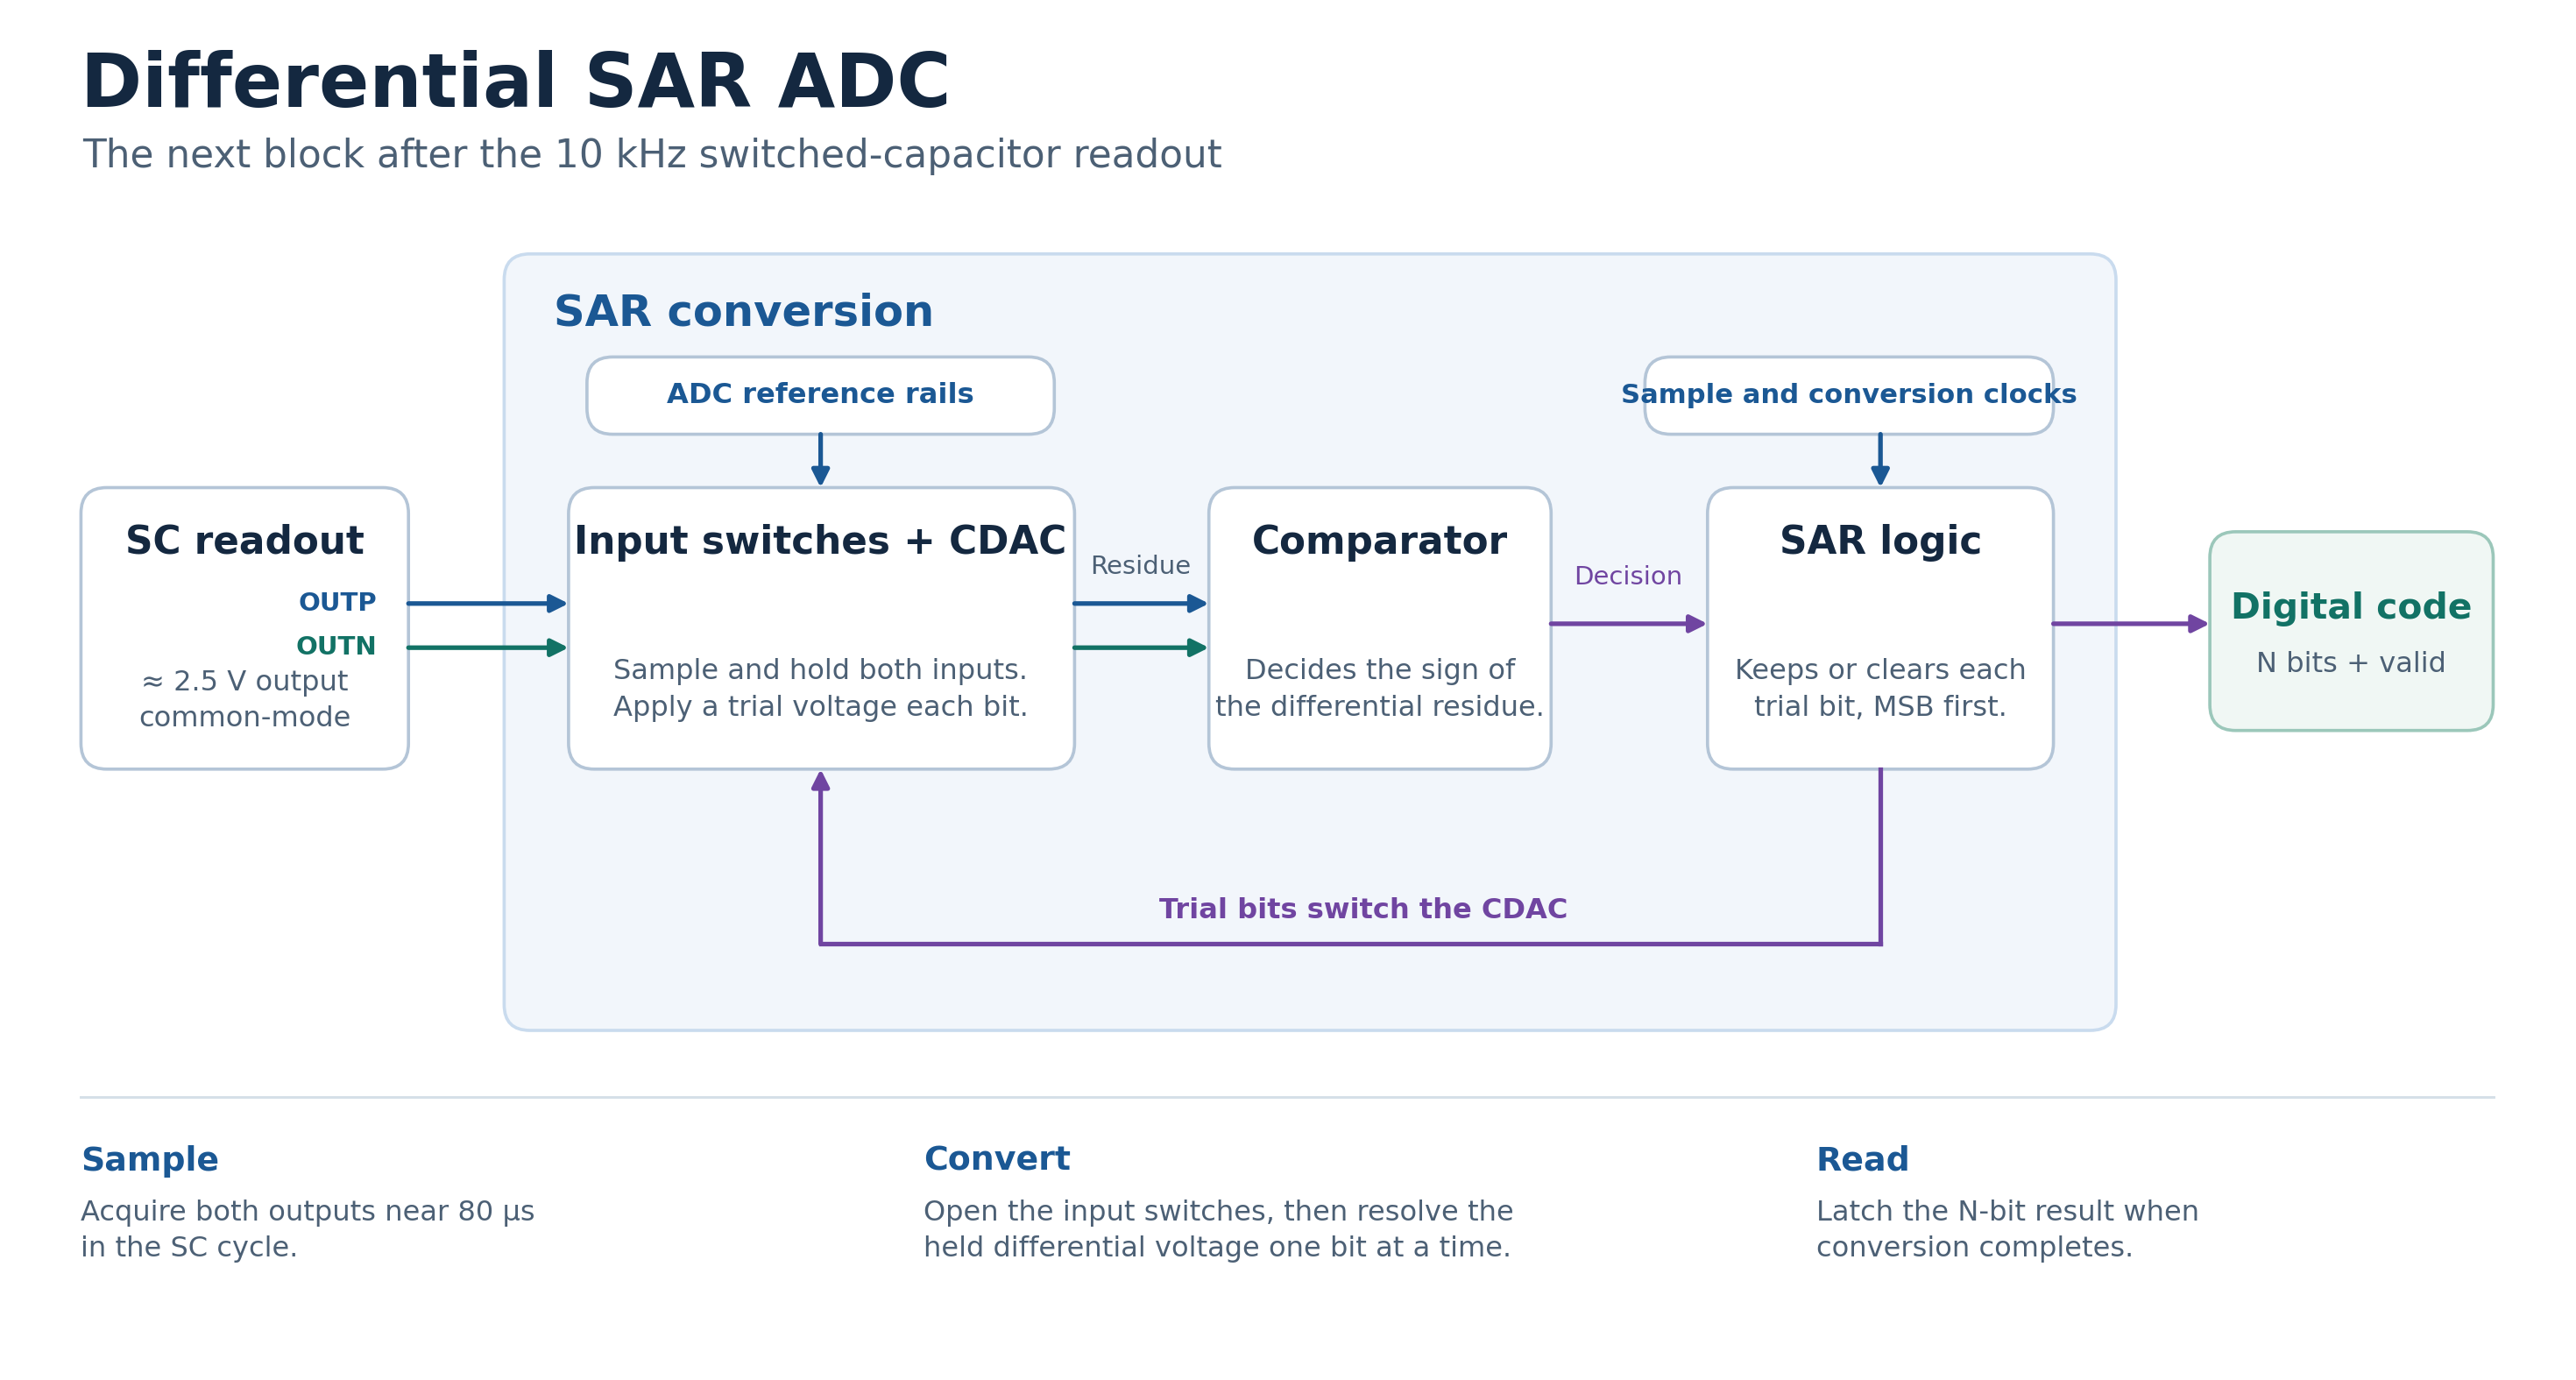 Differential SAR ADC
The next block after the 10 kHz switched-capacitor readout
SAR conversion
ADC reference rails
Sample and conversion clocks
SC readout
OUTP
OUTN
≈ 2.5 V output
common-mode
Input switches + CDAC
Sample and hold both inputs.
Apply a trial voltage each bit.
Residue
Comparator
Decides the sign of
the differential residue.
Decision
SAR logic
Keeps or clears each
trial bit, MSB first.
Digital code
N bits + valid
Trial bits switch the CDAC
Sample
Acquire both outputs near 80 µs
in the SC cycle.
Convert
Open the input switches, then resolve the
held differential voltage one bit at a time.
Read
Latch the N-bit result when
conversion completes.